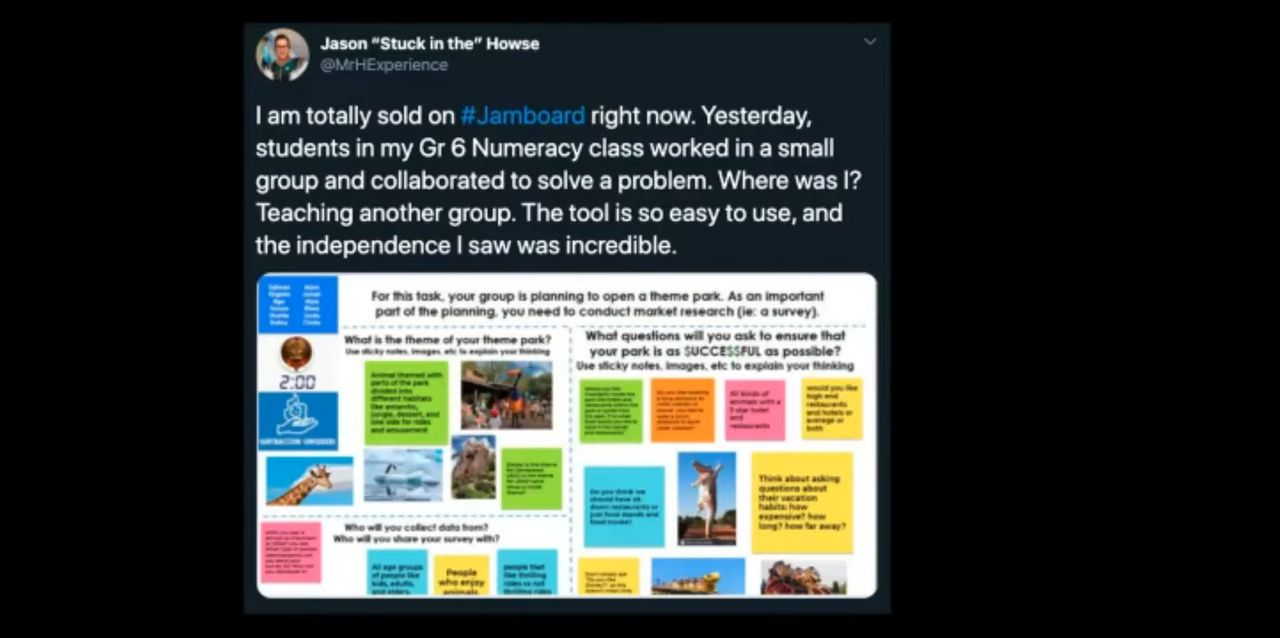 Jason “Stuck in the” Howse
@MrHExperience
I am totally sold on #Jamboard right now. Yesterday,
students in my Gr 6 Numeracy class worked in a small
group and collaborated to solve a problem. Where was I?
Teaching another group. The tool is so easy to use, and
the independence I saw was incredible.
For this task, your group is planning to open a theme park. As an important
part of the planning, you need to conduct market research (ie: a survey).
What is the theme of your theme park?
Use sticky notes, images, etc to explain your thinking
2:00
Animal themed with
parts of the park
divided into
different habitats
like antarctic,
jungle, dessert, and
one side for rides
and amusement
What questions will you ask to ensure that
your park is as $UCCE$$FUL as possible?
Use sticky notes, images, etc to explain your thinking
All kinds of
animals with a
5 star hotel
and
restaurants
would you like
high end
restaurants
and hotels or
average or
both
Do you think we
should have sit
down restaurants or
just food stands and
food trucks?
Think about asking
questions about
their vacation
habits: how
expensive? how
long? how far away?
Who will you collect data from?
Who will you share your survey with?
All age groups
of people like
kids, adults,
and elders.
People
who enjoy
animals
people that
like thrilling
rides vs not
thrilling rides